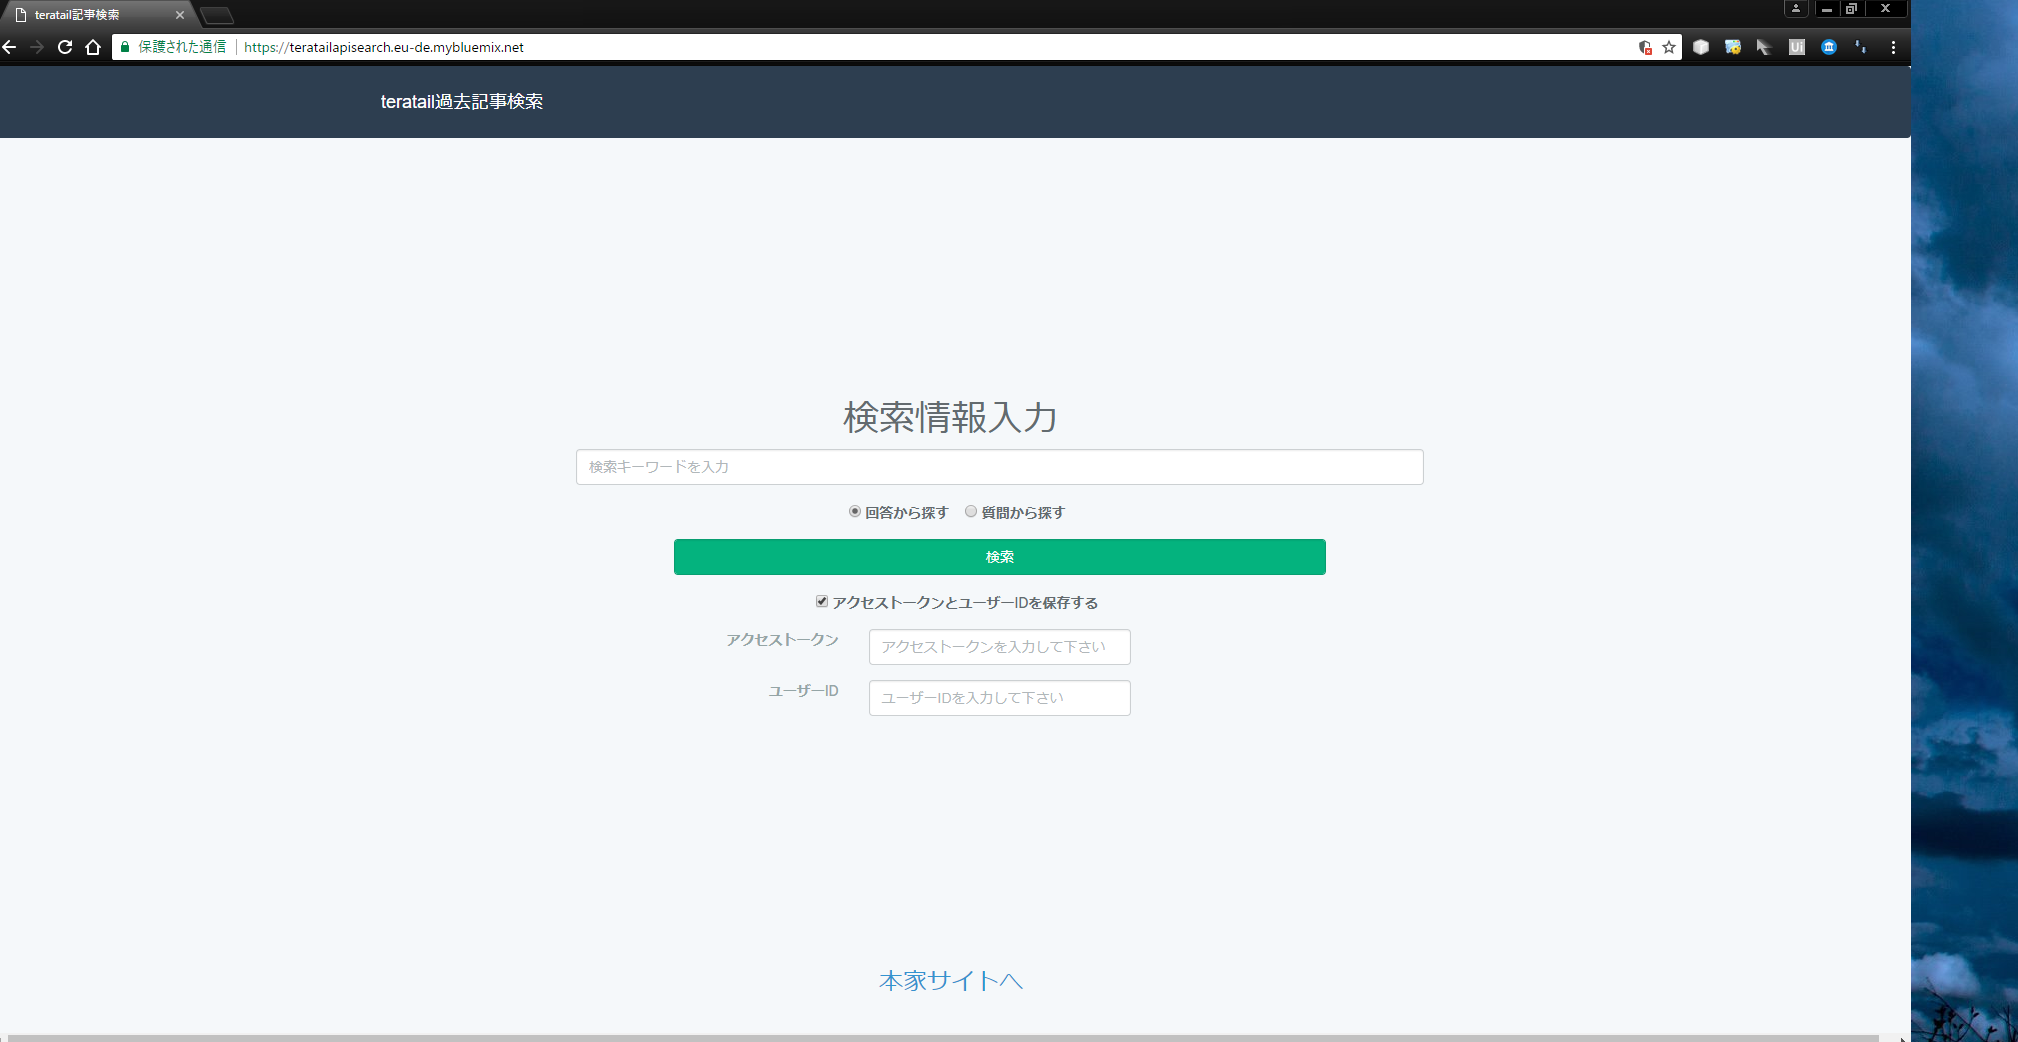 teratail記事検索
保護された通信 https://teratailapisearch.eu-de.mybluemix.net
Ui
teratail過去記事検索
検索情報入力
検索キーワードを入力
回答から探す 質問から探す
検索
アクセストークンとユーザーIDを保存する
アクセストークン アクセストークンを入力して下さい
ユーザーID ユーザーIDを入力して下さい
本家サイトへ